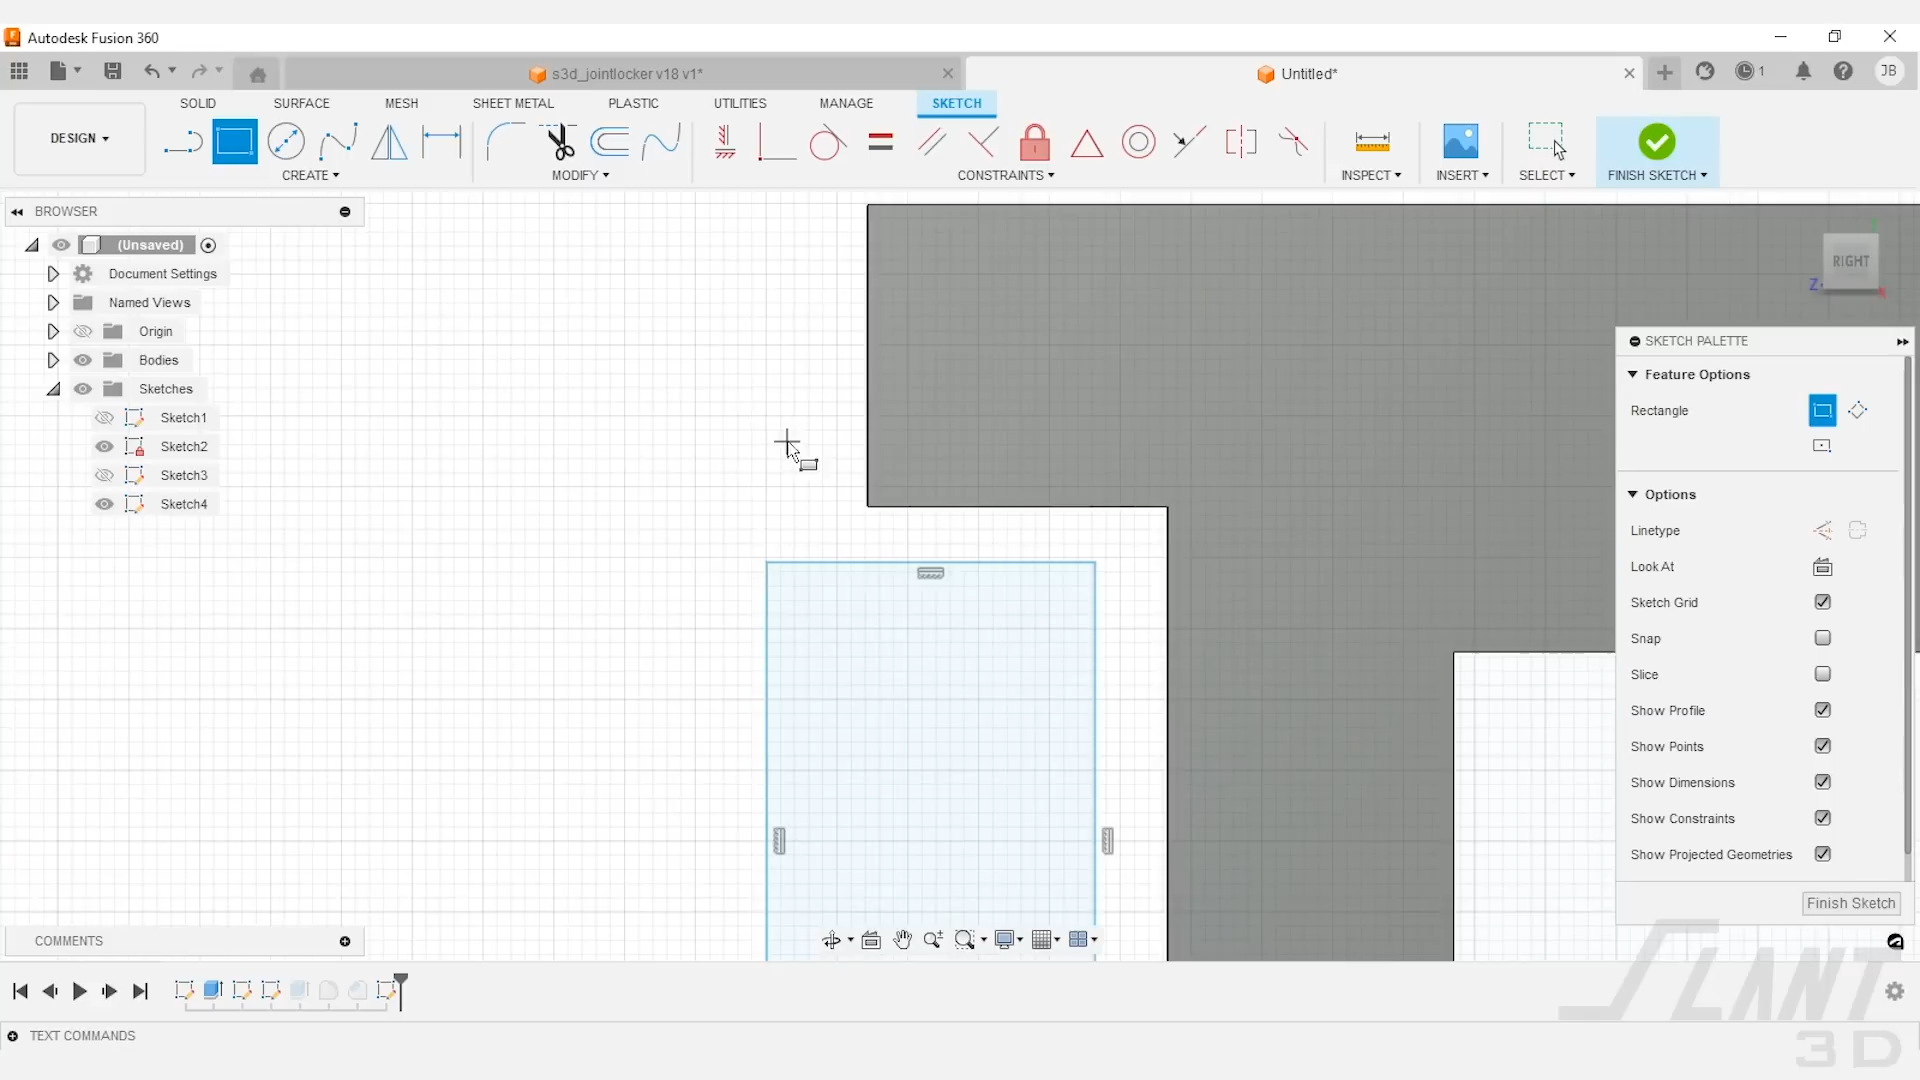 Autodesk Fusion 360
s3d_jointlocker v18 v1*
Untitled*
1
JB
DESIGN
SOLID
SURFACE
MESH
SHEET METAL
PLASTIC
UTILITIES
MANAGE
SKETCH
CREATE
MODIFY
CONSTRAINTS
INSPECT
INSERT
SELECT
FINISH SKETCH
BROWSER
(Unsaved)
Document Settings
Named Views
Origin
Bodies
Sketches
Sketch1
Sketch2
Sketch3
Sketch4
RIGHT
Z
SKETCH PALETTE
Feature Options
Rectangle
Options
Linetype
Look At
Sketch Grid
Snap
Slice
Show Profile
Show Points
Show Dimensions
Show Constraints
Show Projected Geometries
Finish Sketch
COMMENTS
TEXT COMMANDS
SLANT
3D